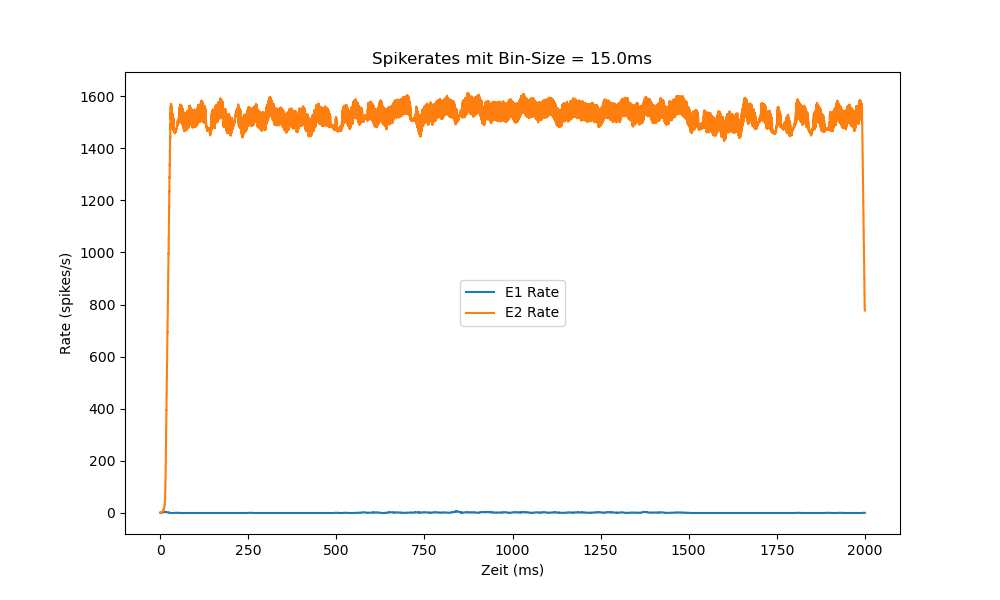 Spikerates mit Bin-Size = 15.0ms
1600
1400
1200
1000
800
600
400
200
0
Rate (spikes/s)
E1 Rate
E2 Rate
0 250 500 750 1000 1250 1500 1750 2000
Zeit (ms)